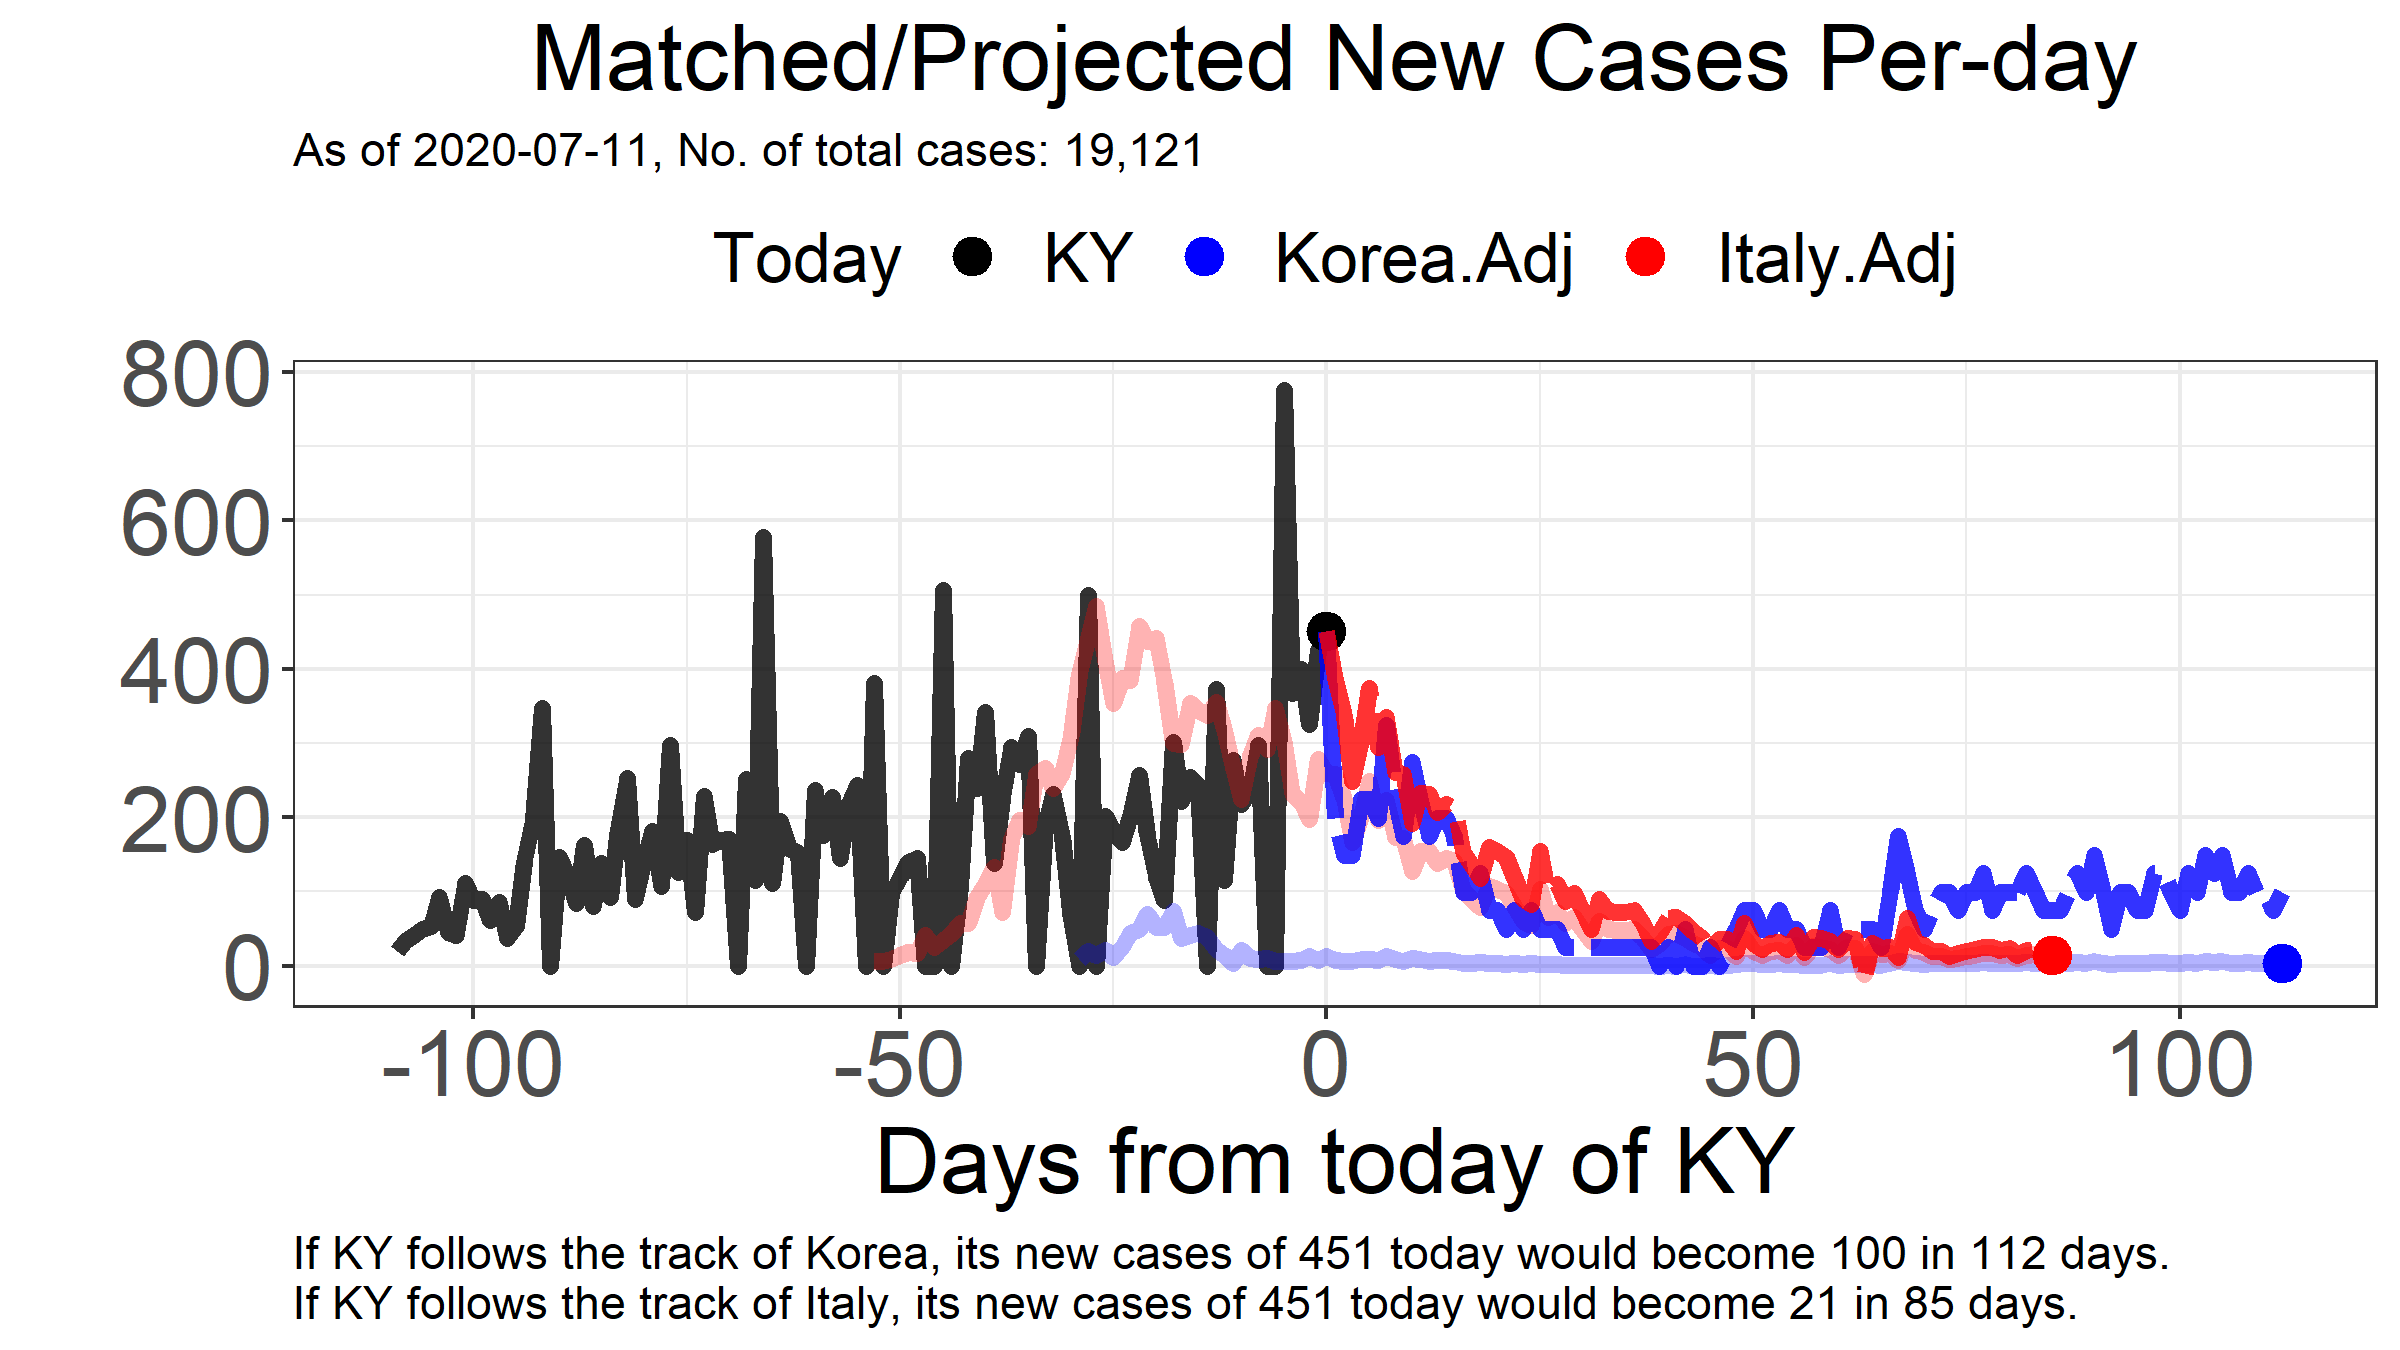 Matched/Projected New Cases Per-day
As of 2020-07-11, No. of total cases: 19,121
Today KY Korea.Adj Italy.Adj
800
600
400
200
0
-100 -50 0 50 100
Days from today of KY
If KY follows the track of Korea, its new cases of 451 today would become 100 in 112 days.
If KY follows the track of Italy, its new cases of 451 today would become 21 in 85 days.